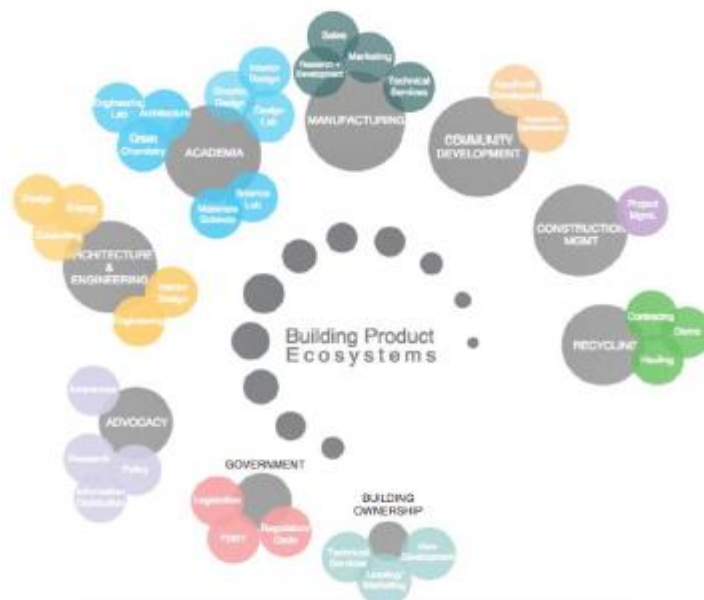 Sales
Research +
Development
Marketing
Technical
Services
MANUFACTURING
Interior
Design
Design
Design
Lab
Engineering
Lab
Architecture
Green
Chemistry
ACADEMIA
Materials
Science
Science
Lab
COMMUNITY
DEVELOPMENT
Project
Mgmt.
CONSTRUCTION
MGMT
Design
Energy
Consulting
ARCHITECTURE
&
ENGINEERING
Interior
Design
Engineering
Building Product
Ecosystems
Contracting
Demo
Hauling
RECYCLING
Awareness
ADVOCACY
Research
Policy
Information
GOVERNMENT
Legislation
Regulation/
Code
BUILDING
OWNERSHIP
Technical
Services
Leasing/
Marketing
New
Development